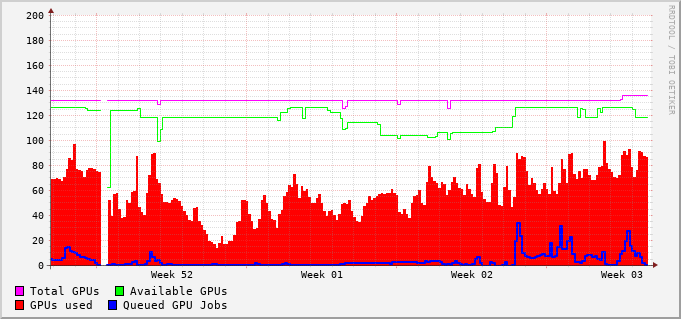 200
180
160
140
120
100
80
60
40
20
0
Week 52 Week 01 Week 02 Week 03
Total GPUs Available GPUs
GPUs used Queued GPU Jobs
RRDTOOL / TOBI OETIKER